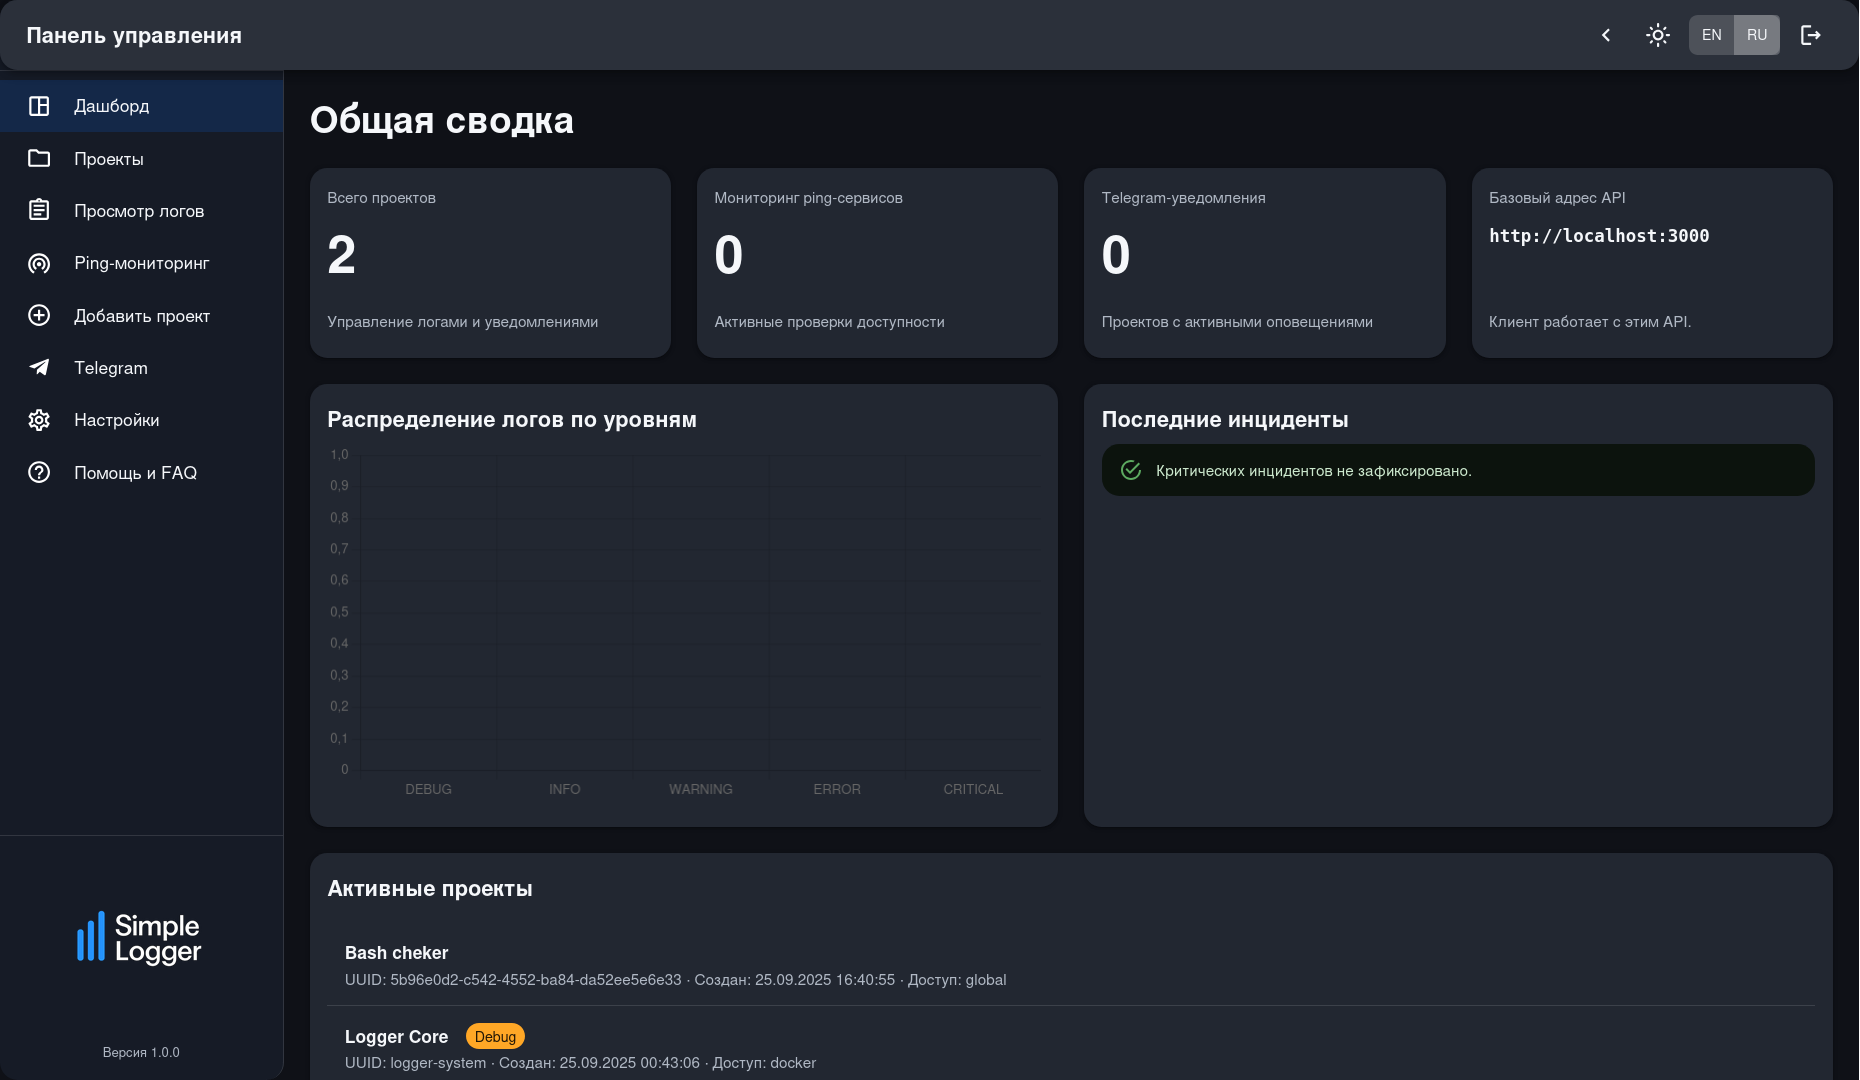 Панель управления
EN RU
Дашборд
Проекты
Просмотр логов
Ping-мониторинг
Добавить проект
Telegram
Настройки
Помощь и FAQ
Simple
Logger
Версия 1.0.0
Общая сводка
Всего проектов
2
Управление логами и уведомлениями
Мониторинг ping-сервисов
0
Активные проверки доступности
Telegram-уведомления
0
Проектов с активными оповещениями
Базовый адрес API
http://localhost:3000
Клиент работает с этим API.
Распределение логов по уровням
1,0
0,9
0,8
0,7
0,6
0,5
0,4
0,3
0,2
0,1
0
DEBUG INFO WARNING ERROR CRITICAL
Последние инциденты
Критических инцидентов не зафиксировано.
Активные проекты
Bash cheker
UUID: 5b96e0d2-c542-4552-ba84-da52ee5e6e33 · Создан: 25.09.2025 16:40:55 · Доступ: global
Logger Core Debug
UUID: logger-system · Создан: 25.09.2025 00:43:06 · Доступ: docker